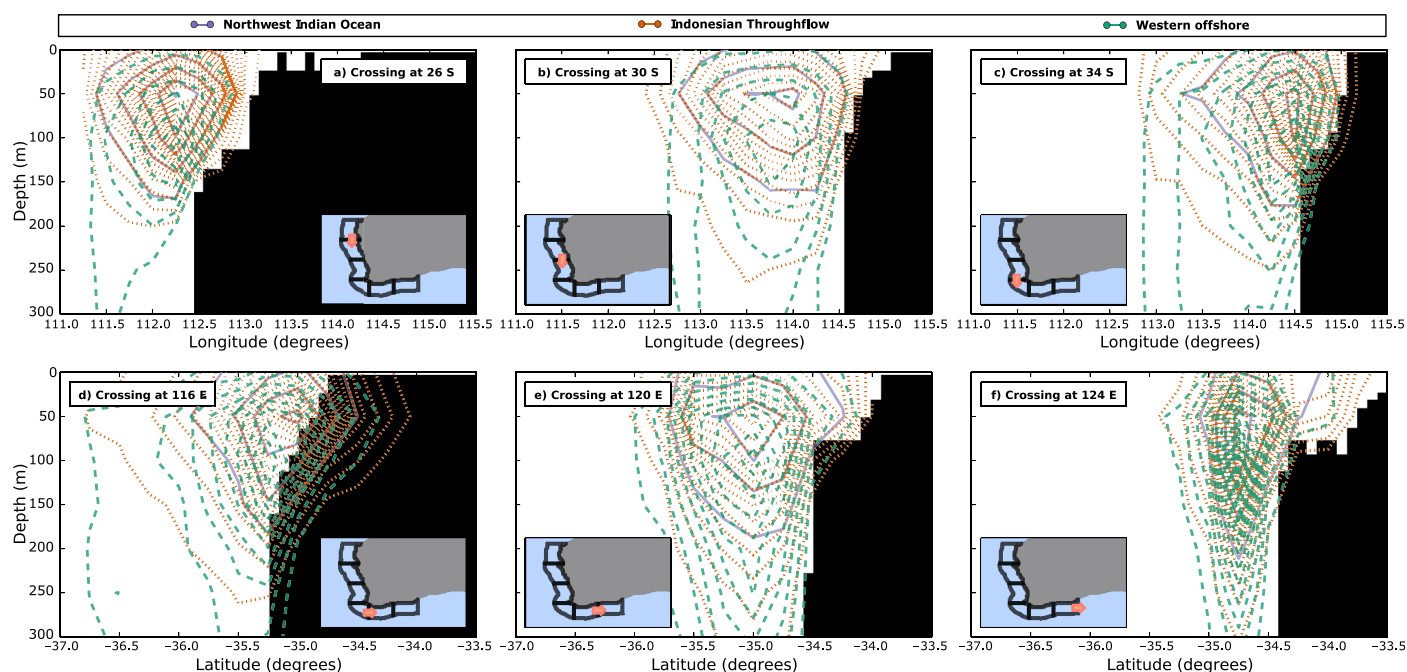 Northwest Indian Ocean Indonesian Throughflow Western offshore
a) Crossing at 26 S
b) Crossing at 30 S
c) Crossing at 34 S
0
50
100
150
200
250
300
Depth (m)
111.0 111.5 112.0 112.5 113.0 113.5 114.0 114.5 115.0 115.5
111.0 111.5 112.0 112.5 113.0 113.5 114.0 114.5 115.0 115.5
111.0 111.5 112.0 112.5 113.0 113.5 114.0 114.5 115.0 115.5
Longitude (degrees) Longitude (degrees) Longitude (degrees)
d) Crossing at 116 E
e) Crossing at 120 E
f) Crossing at 124 E
0
50
100
150
200
250
300
Depth (m)
−37.0 −36.5 −36.0 −35.5 −35.0 −34.5 −34.0 −33.5
−37.0 −36.5 −36.0 −35.5 −35.0 −34.5 −34.0 −33.5
−37.0 −36.5 −36.0 −35.5 −35.0 −34.5 −34.0 −33.5
Latitude (degrees) Latitude (degrees) Latitude (degrees)